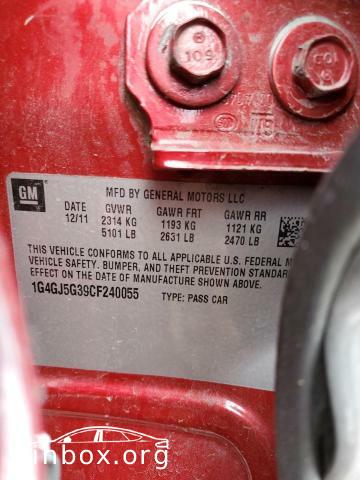 8
109
GM
MFD BY GENERAL MOTORS LLC
DATE GVWR GAWR FRT GAWR RR
12/11 2314 KG 1193 KG 1121 KG
5101 LB 2631 LB 2470 LB
THIS VEHICLE CONFORMS TO ALL APPLICABLE U.S. FEDERAL M
VEHICLE SAFETY, BUMPER, AND THEFT PREVENTION STANDARD
EFFECT ON THE DATE OF MANUFACTURE SHOWN ABOVE.
1G4GJ5G39CF240055 TYPE: PASS CAR
inbox.org